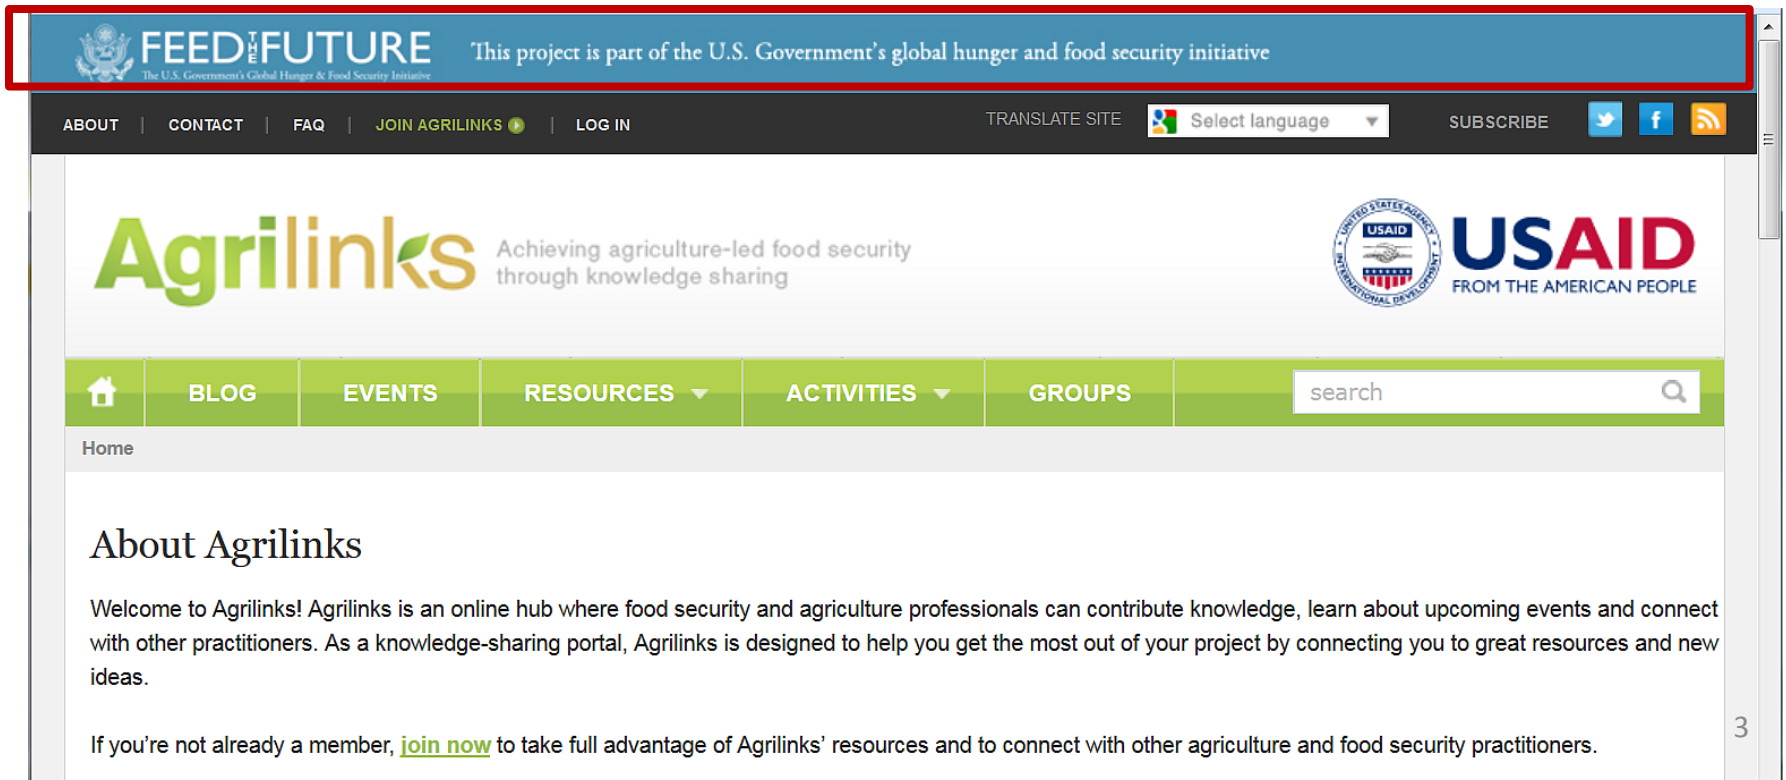 FEED THE FUTURE
The U.S. Government's Global Hunger & Food Security Initiative
This project is part of the U.S. Government's global hunger and food security initiative
ABOUT | CONTACT | FAQ | JOIN AGRILINKS | LOG IN
TRANSLATE SITE Select language SUBSCRIBE
Agrilinks
Achieving agriculture-led food security
through knowledge sharing
UNITED STATES AGENCY
USAID
INTERNATIONAL DEVELOPMENT
USAID
FROM THE AMERICAN PEOPLE
BLOG EVENTS RESOURCES ACTIVITIES GROUPS search
Home
About Agrilinks
Welcome to Agrilinks! Agrilinks is an online hub where food security and agriculture professionals can contribute knowledge, learn about upcoming events and connect
with other practitioners. As a knowledge-sharing portal, Agrilinks is designed to help you get the most out of your project by connecting you to great resources and new
ideas.
If you're not already a member, join now to take full advantage of Agrilinks' resources and to connect with other agriculture and food security practitioners.
3